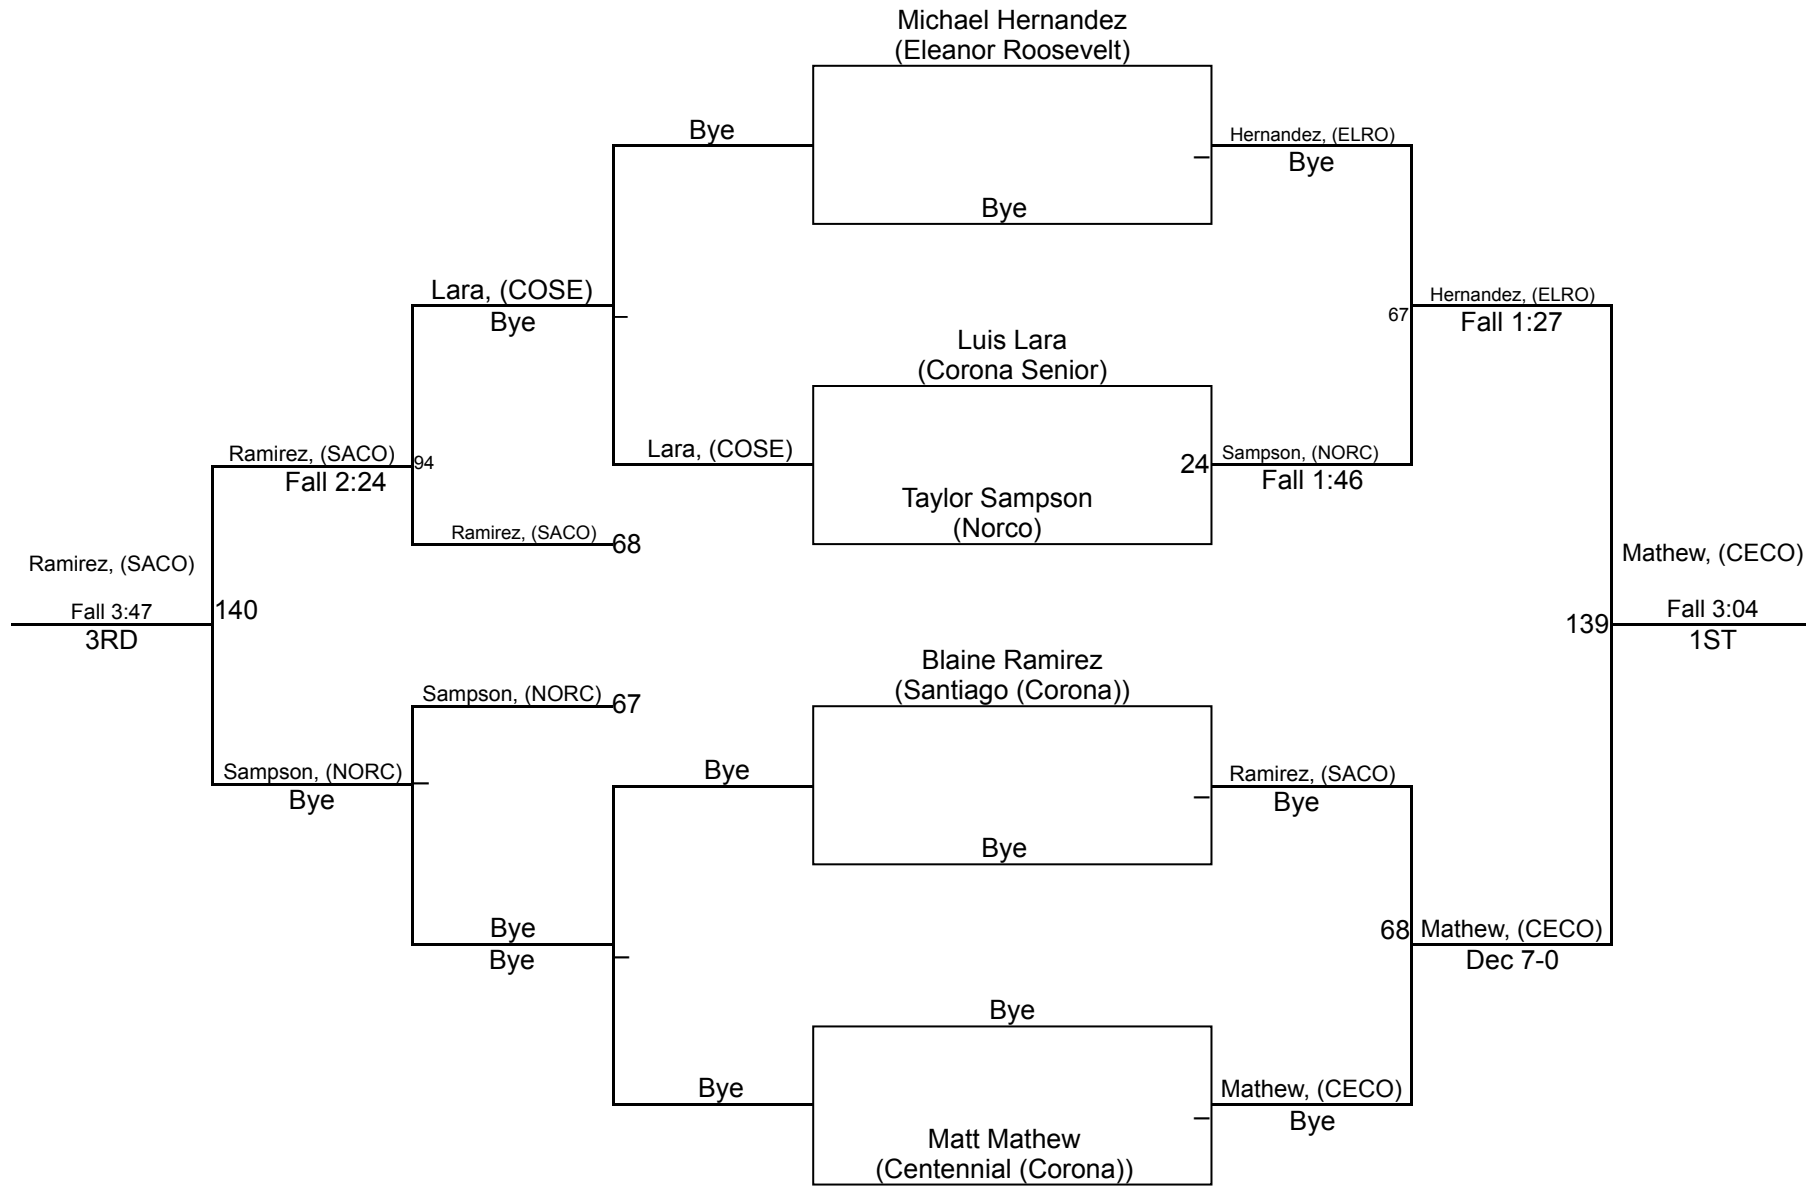 Michael Hernandez
(Eleanor Roosevelt)
Bye
Hernandez, (ELRO)
Bye
Bye
Lara, (COSE)
Bye
Hernandez, (ELRO)
67
Fall 1:27
Luis Lara
(Corona Senior)
Ramirez, (SACO)
94
Fall 2:24
Lara, (COSE)
24
Sampson, (NORC)
Fall 1:46
Taylor Sampson
(Norco)
Ramirez, (SACO)
68
Ramirez, (SACO)
Fall 3:47
3RD
140
Mathew, (CECO)
139
Fall 3:04
1ST
Blaine Ramirez
(Santiago (Corona))
Sampson, (NORC)
67
Sampson, (NORC)
Bye
Bye
Ramirez, (SACO)
Bye
Bye
Bye
Bye
68
Mathew, (CECO)
Dec 7-0
Bye
Bye
Mathew, (CECO)
Bye
Matt Mathew
(Centennial (Corona))